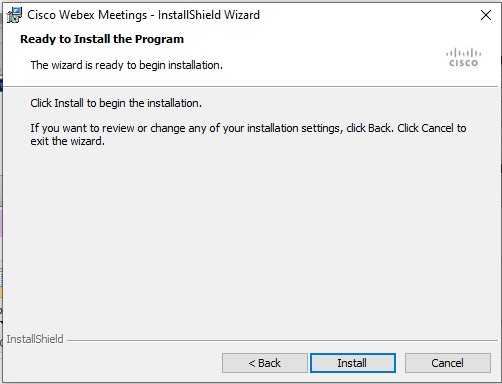 Cisco Webex Meetings - InstallShield Wizard
Ready to Install the Program
The wizard is ready to begin installation.
CISCO
Click Install to begin the installation.
If you want to review or change any of your installation settings, click Back. Click Cancel to
exit the wizard.
InstallShield
< Back
Install
Cancel